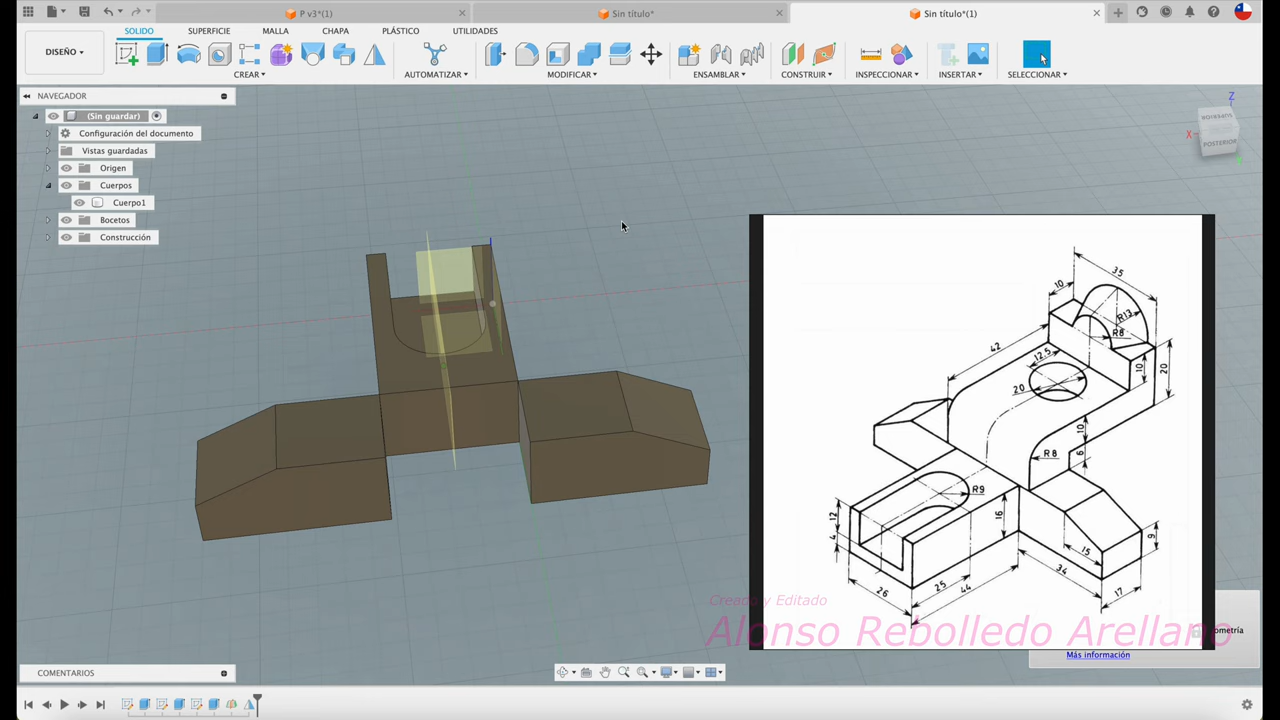 P v3*(1)
Sin título*
Sin título*(1)
DISEÑO
SÓLIDO
SUPERFICIE
MALLA
CHAPA
PLÁSTICO
UTILIDADES
CREAR
AUTOMATIZAR
MODIFICAR
ENSAMBLAR
CONSTRUIR
INSPECCIONAR
INSERTAR
SELECCIONAR
NAVEGADOR
(Sin guardar)
Configuración del documento
Vistas guardadas
Origen
Cuerpos
Cuerpo1
Bocetos
Construcción
Z
X
POSTERIOR
35
10
R13
R8
42
12.5
20
10
20
10
6
R8
R9
16
12
4
15
9
26
25
44
34
17
Creado y Editado
Alonso Rebolledo Arellano
Más información
COMENTARIOS